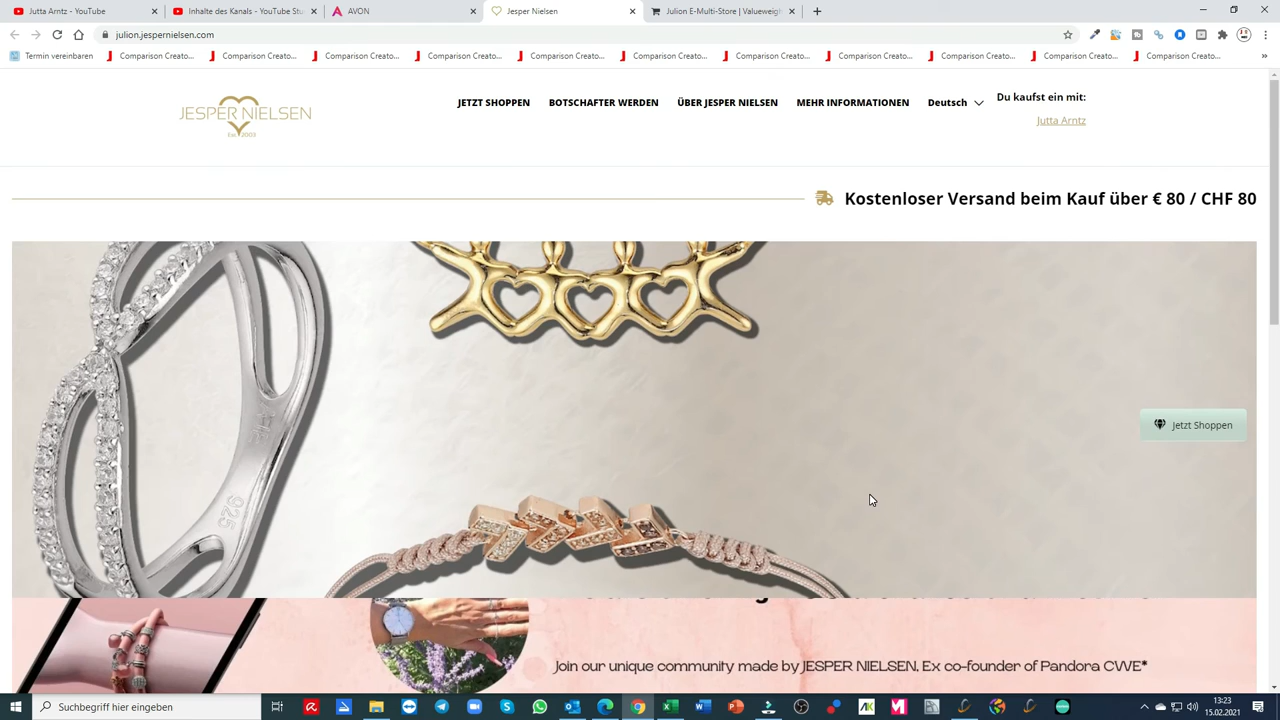 Jutta Arntz - YouTube
Inhalte des Kanals - YouTube Stu
AVON
Jesper Nielsen
Julion E-Multi-Store | Valueweigh
julion.jespernielsen.com
Termin vereinbaren
Comparison Creato...
Comparison Creato...
Comparison Creato...
Comparison Creato...
Comparison Creato...
Comparison Creato...
Comparison Creato...
Comparison Creato...
Comparison Creato...
Comparison Creato...
Comparison Creato...
JESPER NIELSEN
Est. 2003
JETZT SHOPPEN
BOTSCHAFTER WERDEN
ÜBER JESPER NIELSEN
MEHR INFORMATIONEN
Deutsch
Du kaufst ein mit:
Jutta Arntz
Kostenloser Versand beim Kauf über € 80 / CHF 80
925
Jetzt Shoppen
Join our unique community made by JESPER NIELSEN. Ex co-founder of Pandora CWE*
Suchbegriff hier eingeben
13:23
15.02.2021